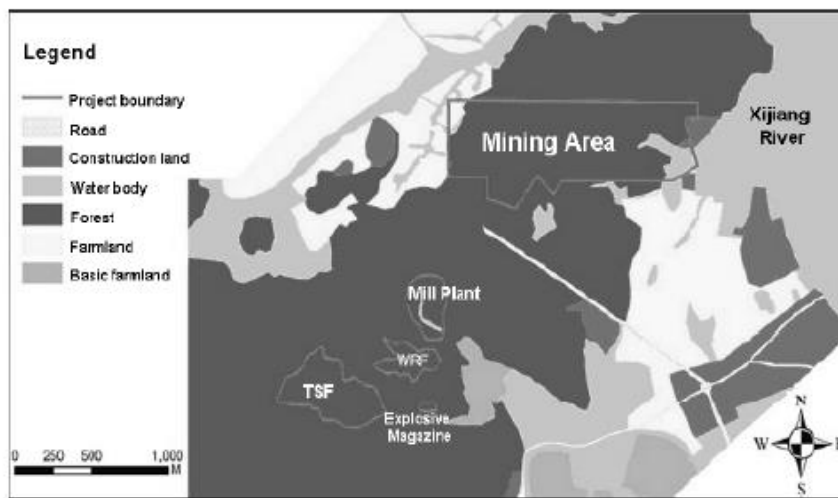 Legend
Project boundary
Road
Construction land
Water body
Forest
Farmland
Basic farmland
Mining Area
Xijiang
River
Mill Plant
WRF
TSF
Explosive
Magazine
0 250 500 1,000
M
N
W E
S